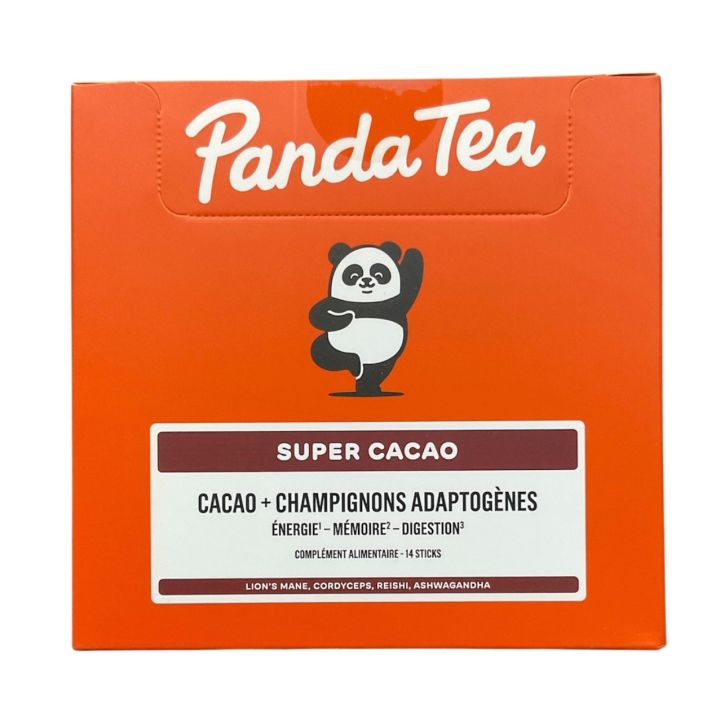 Panda Tea
SUPER CACAO
CACAO + CHAMPIGNONS ADAPTOGÈNES
ÉNERGIE¹ – MÉMOIRE² – DIGESTION³
COMPLÉMENT ALIMENTAIRE - 14 STICKS
LION'S MANE, CORDYCEPS, REISHI, ASHWAGANDHA